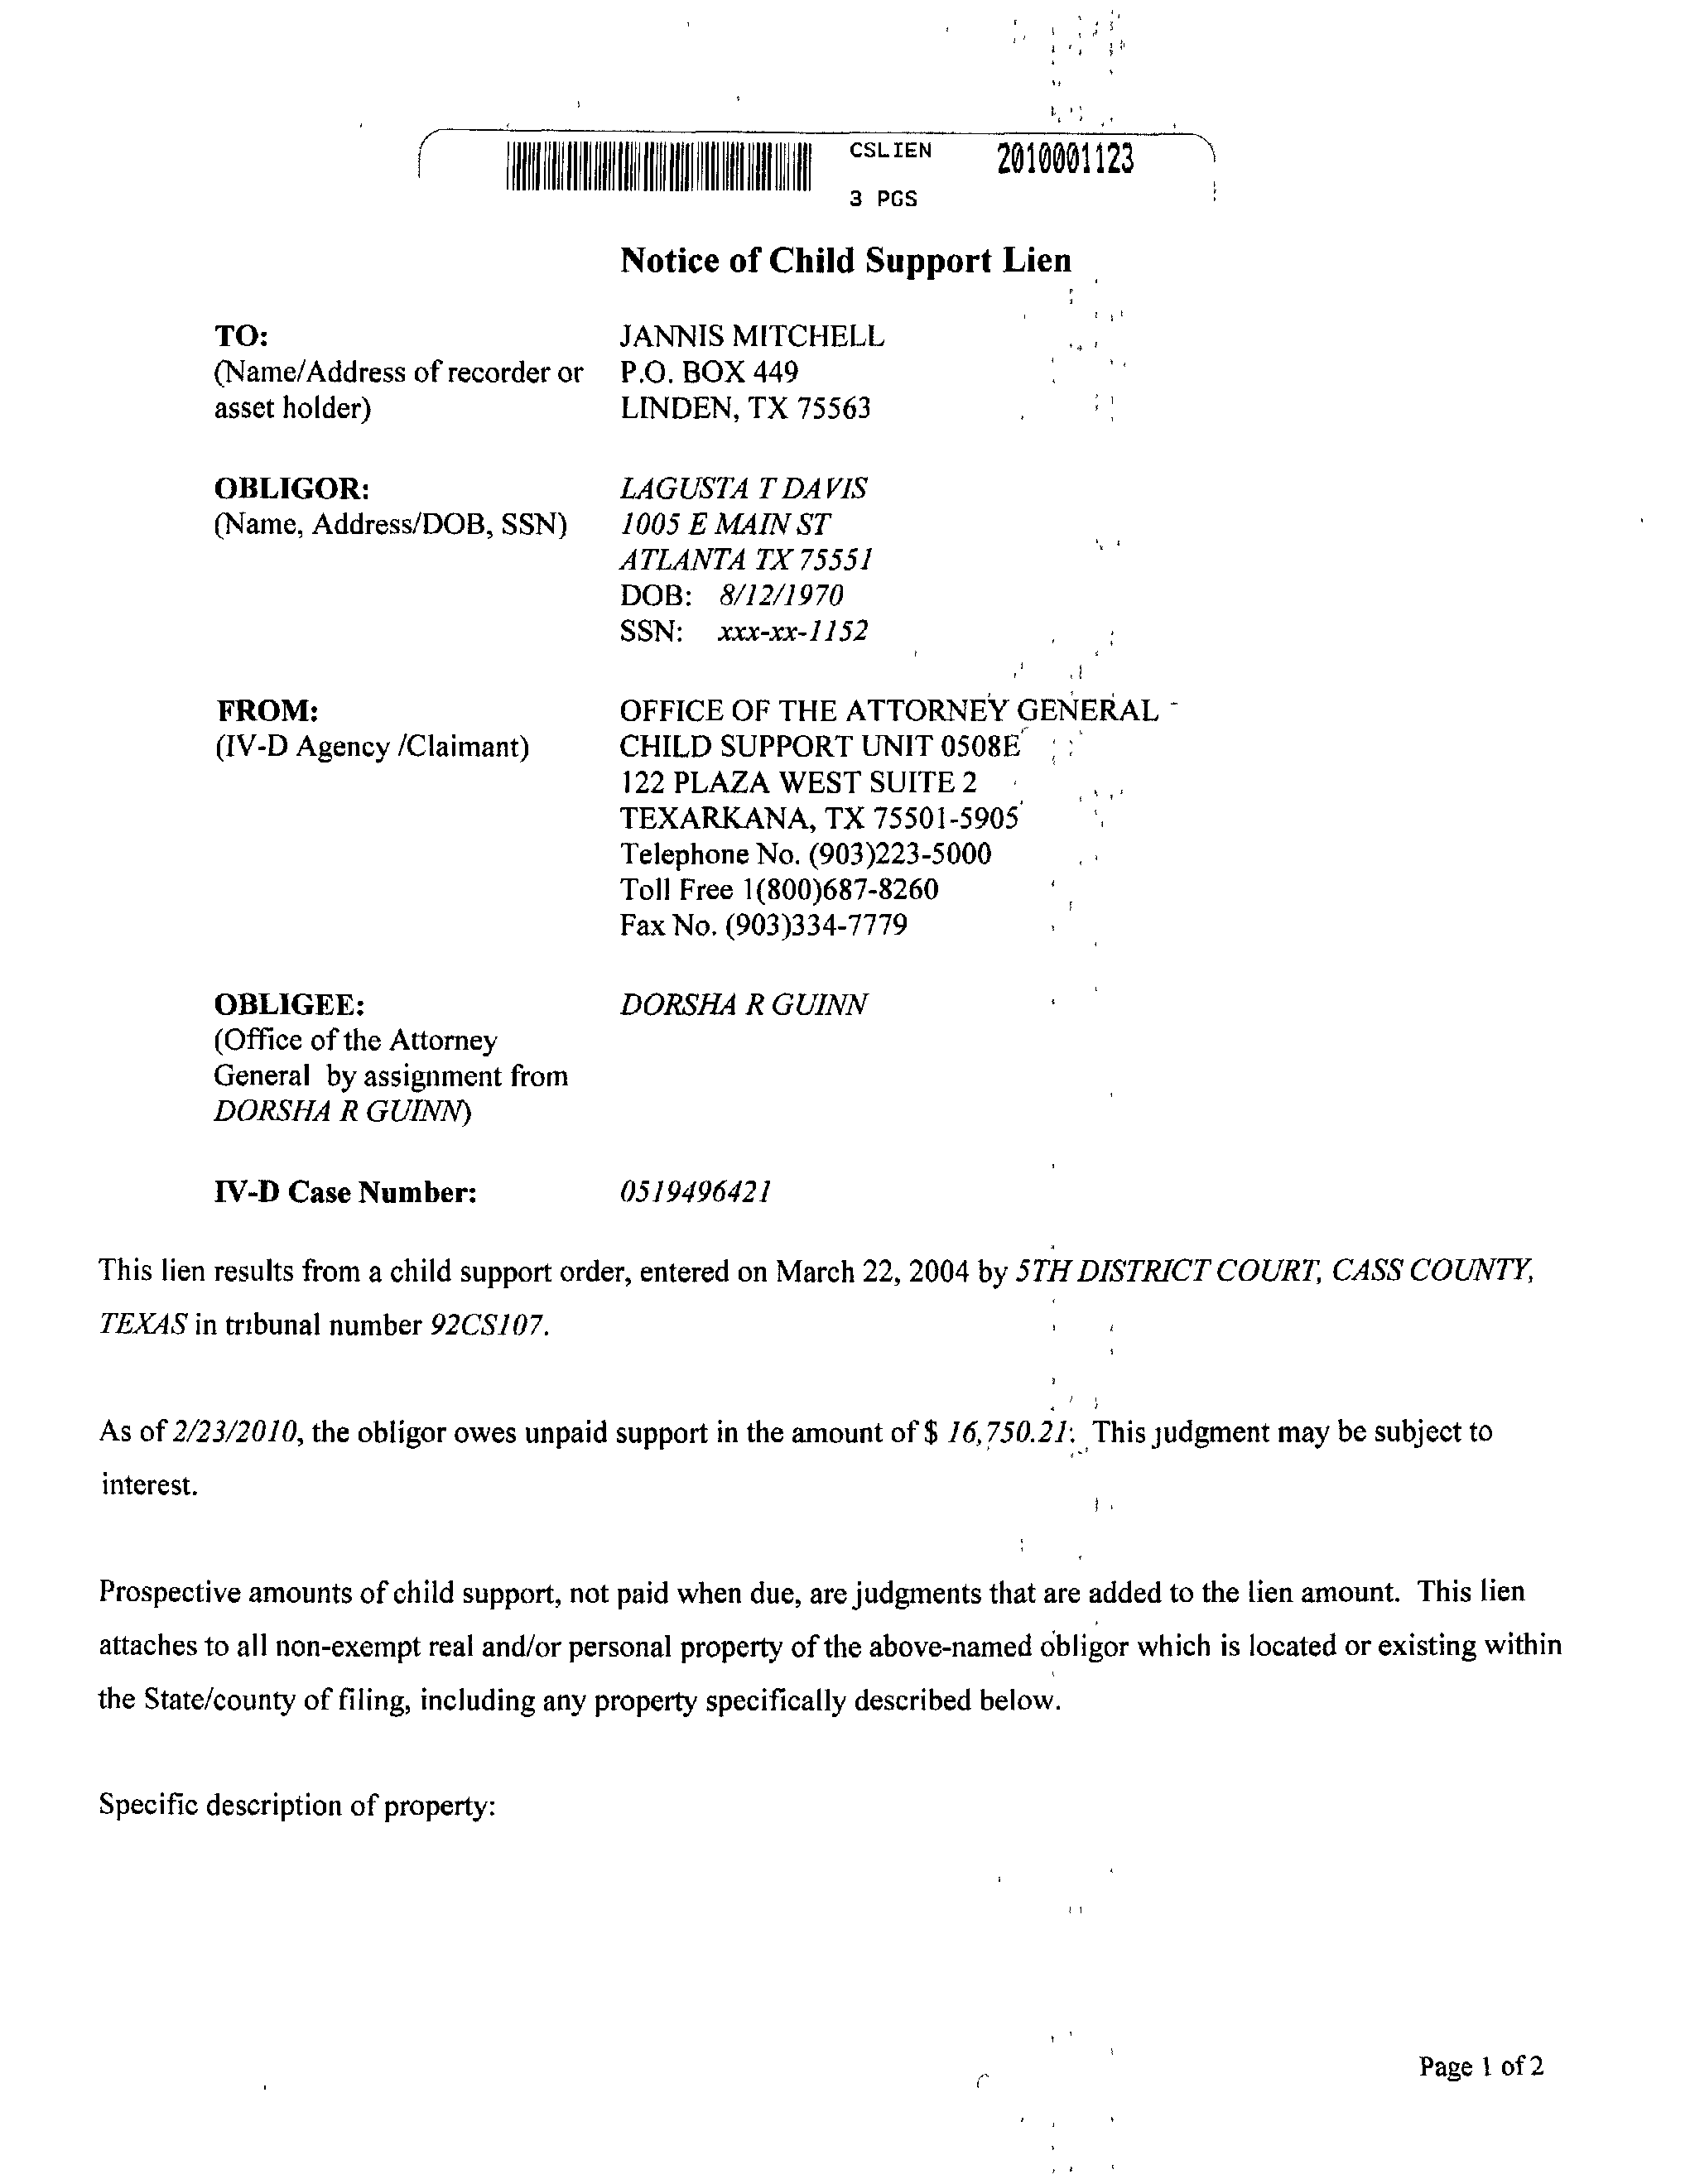 CSLIEN 2010001123
3 PGS
Notice of Child Support Lien
TO: JANNIS MITCHELL
(Name/Address of recorder or P.O. BOX 449
asset holder) LINDEN, TX 75563
OBLIGOR: LAGUSTA T DAVIS
(Name, Address/DOB, SSN) 1005 E MAIN ST
ATLANTA TX 75551
DOB: 8/12/1970
SSN: xxx-xx-1152
FROM: OFFICE OF THE ATTORNEY GENERAL -
(IV-D Agency /Claimant) CHILD SUPPORT UNIT 0508E
122 PLAZA WEST SUITE 2
TEXARKANA, TX 75501-5905
Telephone No. (903)223-5000
Toll Free 1(800)687-8260
Fax No. (903)334-7779
OBLIGEE: DORSHA R GUINN
(Office of the Attorney
General by assignment from
DORSHA R GUINN)
IV-D Case Number: 0519496421
This lien results from a child support order, entered on March 22, 2004 by 5TH DISTRICT COURT, CASS COUNTY,
TEXAS in tribunal number 92CS107.
As of 2/23/2010, the obligor owes unpaid support in the amount of $ 16,750.21. This judgment may be subject to
interest.
Prospective amounts of child support, not paid when due, are judgments that are added to the lien amount. This lien
attaches to all non-exempt real and/or personal property of the above-named obligor which is located or existing within
the State/county of filing, including any property specifically described below.
Specific description of property:
Page 1 of 2